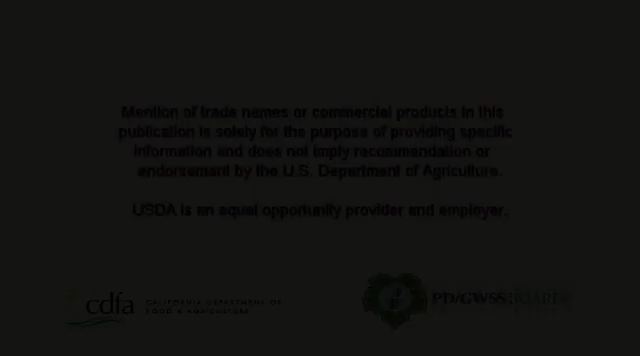 Mention of trade names or commercial products in this
publication is solely for the purpose of providing specific
information and does not imply recommendation or
endorsement by the U.S. Department of Agriculture.
USDA is an equal opportunity provider and employer.
cdfa
CALIFORNIA DEPARTMENT OF
FOOD & AGRICULTURE
PD/GWSS BOARD